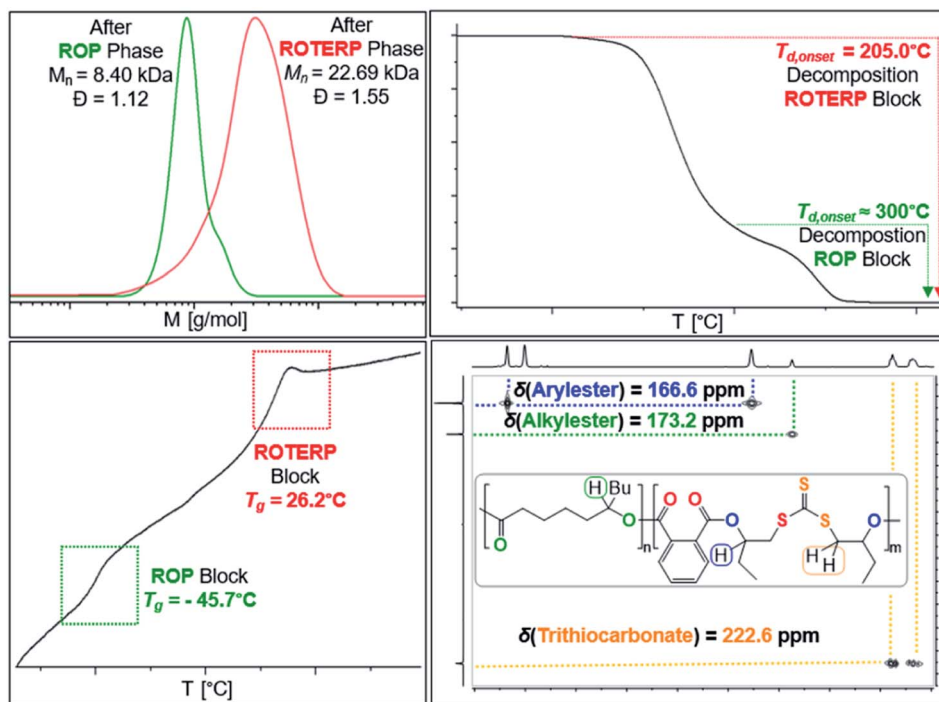 After
ROP Phase
Mn = 8.40 kDa
Đ = 1.12
After
ROTERP Phase
Mn = 22.69 kDa
Đ = 1.55
M [g/mol]
Td,onset = 205.0°C
Decomposition
ROTERP Block
Td,onset ≈ 300°C
Decompostion
ROP Block
T [°C]
ROTERP
Block
Tg = 26.2°C
ROP Block
Tg = - 45.7°C
T [°C]
δ(Arylester) = 166.6 ppm
δ(Alkylester) = 173.2 ppm
H Bu
S
O O
O n O S S O m
O H H H
δ(Trithiocarbonate) = 222.6 ppm